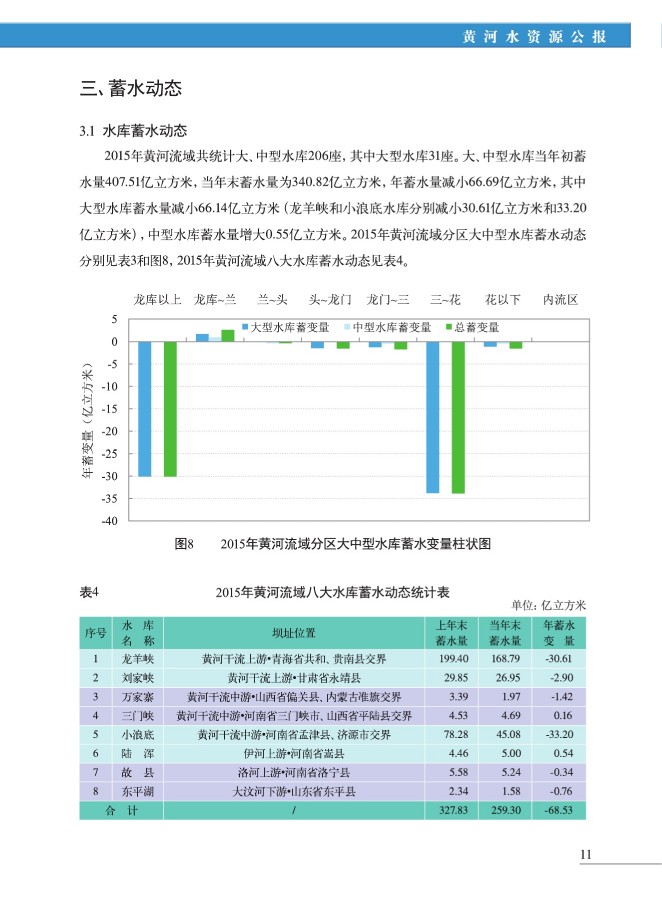 黄河水资源公报
三、蓄水动态
3.1 水库蓄水动态
2015年黄河流域共统计大、中型水库206座，其中大型水库31座。大、中型水库当年初蓄
水量407.51亿立方米，当年末蓄水量为340.82亿立方米，年蓄水量减小66.69亿立方米，其中
大型水库蓄水量减小66.14亿立方米（龙羊峡和小浪底水库分别减小30.61亿立方米和33.20
亿立方米），中型水库蓄水量增大0.55亿立方米。2015年黄河流域分区大中型水库蓄水动态
分别见表3和图8，2015年黄河流域八大水库蓄水动态见表4。
龙库以上 龙库~兰 兰~头 头~龙门 龙门~三 三~花 花以下 内流区
大型水库蓄变量 中型水库蓄变量 总蓄变量
年蓄变量（亿立方米）
5
0
-5
-10
-15
-20
-25
-30
-35
-40
图8 2015年黄河流域分区大中型水库蓄水变量柱状图
表4 2015年黄河流域八大水库蓄水动态统计表
单位：亿立方米
序号 水库名称 坝址位置 上年末蓄水量 当年末蓄水量 年蓄水变量
1 龙羊峡 黄河干流上游•青海省共和、贵南县交界 199.40 168.79 -30.61
2 刘家峡 黄河干流上游•甘肃省永靖县 29.85 26.95 -2.90
3 万家寨 黄河干流中游•山西省偏关县、内蒙古准旗交界 3.39 1.97 -1.42
4 三门峡 黄河干流中游•河南省三门峡市、山西省平陆县交界 4.53 4.69 0.16
5 小浪底 黄河干流中游•河南省孟津县、济源市交界 78.28 45.08 -33.20
6 陆浑 伊河上游•河南省嵩县 4.46 5.00 0.54
7 故县 洛河上游•河南省洛宁县 5.58 5.24 -0.34
8 东平湖 大汶河下游•山东省东平县 2.34 1.58 -0.76
合计 / 327.83 259.30 -68.53
11